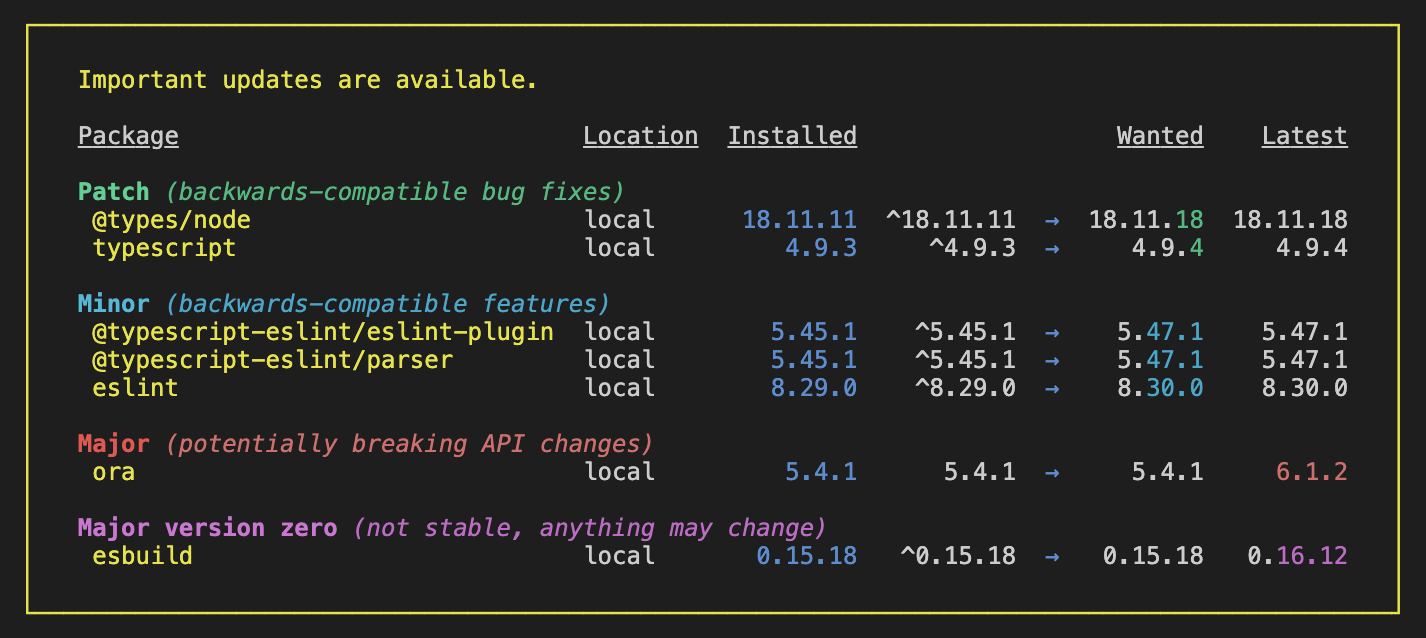 Important updates are available.
Package Location Installed Wanted Latest
Patch (backwards-compatible bug fixes)
@types/node local 18.11.11 ^18.11.11 → 18.11.18 18.11.18
typescript local 4.9.3 ^4.9.3 → 4.9.4 4.9.4
Minor (backwards-compatible features)
@typescript-eslint/eslint-plugin local 5.45.1 ^5.45.1 → 5.47.1 5.47.1
@typescript-eslint/parser local 5.45.1 ^5.45.1 → 5.47.1 5.47.1
eslint local 8.29.0 ^8.29.0 → 8.30.0 8.30.0
Major (potentially breaking API changes)
ora local 5.4.1 5.4.1 → 5.4.1 6.1.2
Major version zero (not stable, anything may change)
esbuild local 0.15.18 ^0.15.18 → 0.15.18 0.16.12